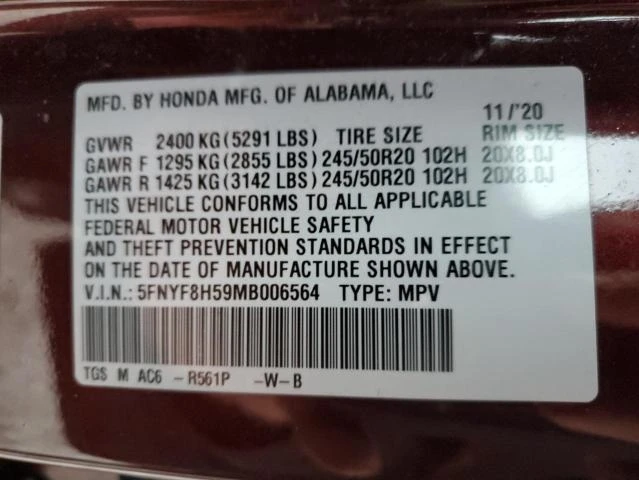 MFD. BY HONDA MFG. OF ALABAMA, LLC 11/'20
GVWR 2400 KG(5291 LBS) TIRE SIZE RIM SIZE
GAWR F 1295 KG(2855 LBS)245/50R20 102H 20X8.0J
GAWR R 1425 KG(3142 LBS)245/50R20 102H 20X8.0J
THIS VEHICLE CONFORMS TO ALL APPLICABLE
FEDERAL MOTOR VEHICLE SAFETY
AND THEFT PREVENTION STANDARDS IN EFFECT
ON THE DATE OF MANUFACTURE SHOWN ABOVE.
V.I.N.:5FNYF8H59MB006564 TYPE: MPV
TGS M AC6 -R561P -W-B